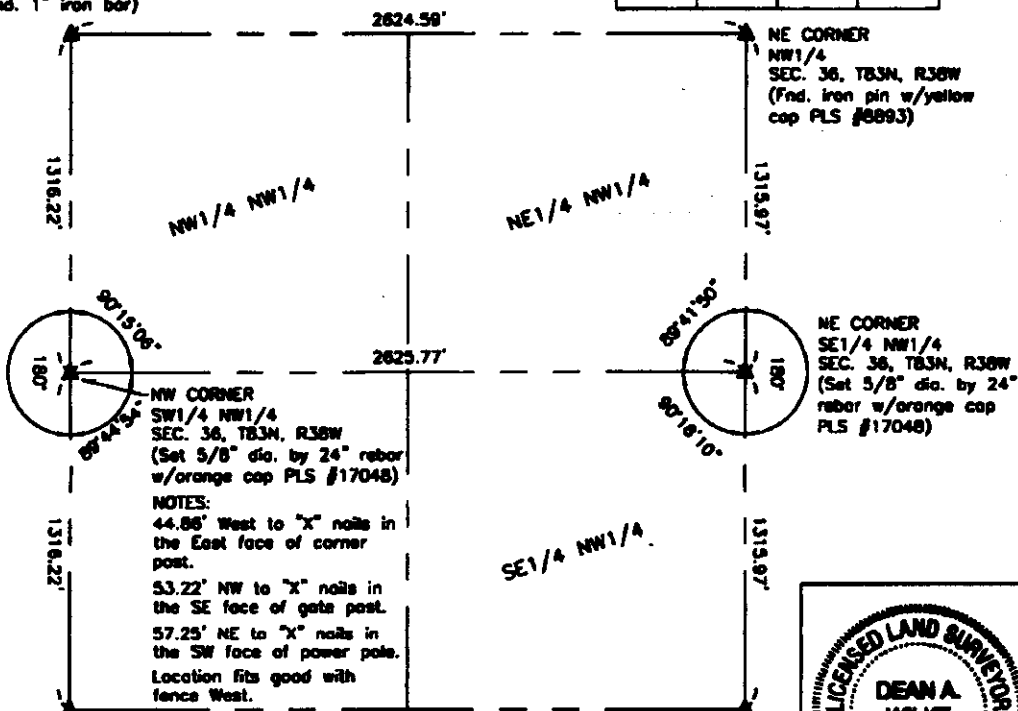 nd. 1" iron bar)
2624.59'
NE CORNER
NW1/4
SEC. 36, T83N, R38W
(Fnd. iron pin w/yellow
cap PLS #8893)
1316.22'
1315.97'
NW1/4 NW1/4
NE1/4 NW1/4
90°15'06"
180°
89°44'54"
2625.77'
89°41'50"
180°
90°18'10"
NE CORNER
SE1/4 NW1/4
SEC. 36, T83N, R38W
(Set 5/8" dia. by 24"
rebar w/orange cap
PLS #17048)
NW CORNER
SW1/4 NW1/4
SEC. 36, T83N, R38W
(Set 5/8" dia. by 24" rebar
w/orange cap PLS #17048)
NOTES:
44.86' West to "X" nails in
the East face of corner
post.
53.22' NW to "X" nails in
the SE face of gate post.
57.25' NE to "X" nails in
the SW face of power pole.
Location fits good with
fence West.
1316.22'
1315.97'
SE1/4 NW1/4
LICENSED LAND SURVEYOR
DEAN A.